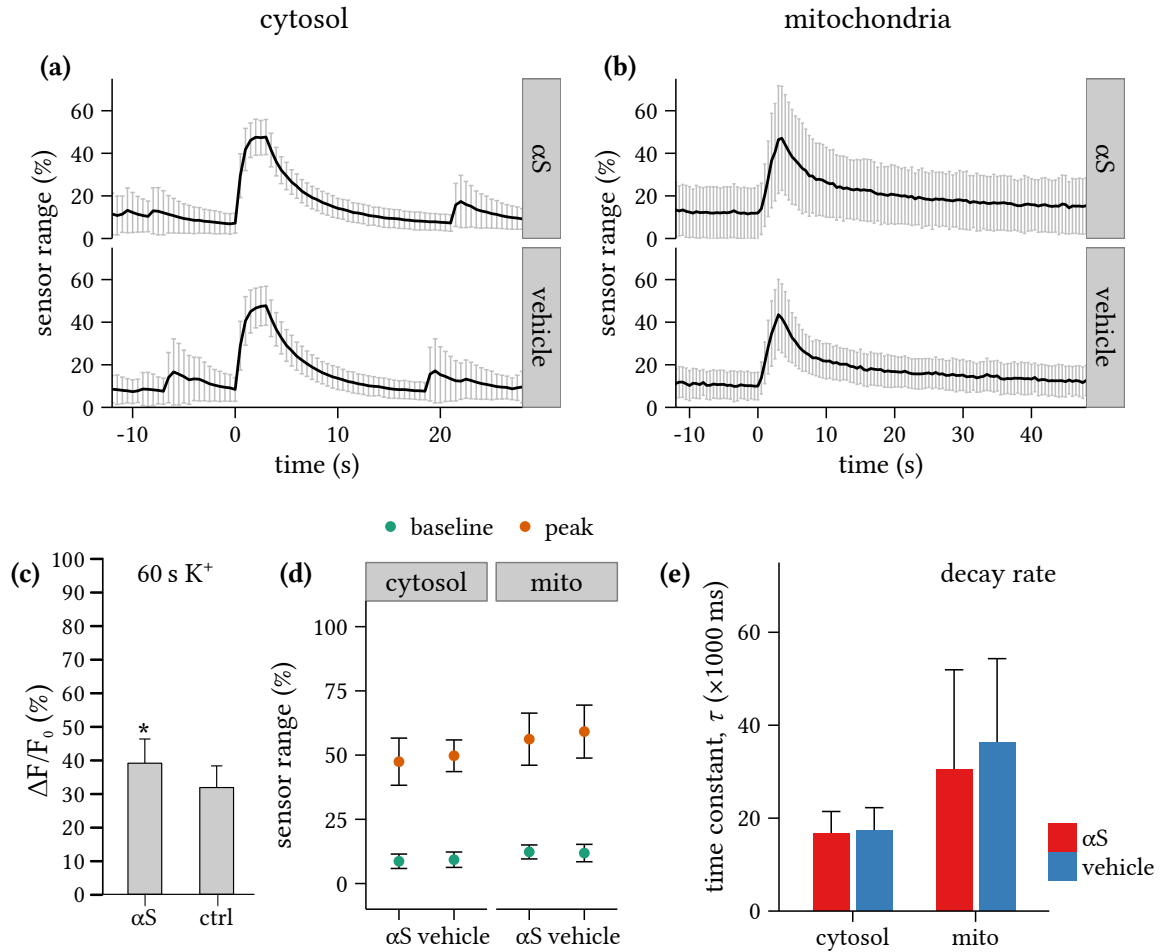 cytosol
mitochondria
(a)
(b)
sensor range (%)
60
40
20
0
αS
60
40
20
0
vehicle
-10
0
10
20
time (s)
sensor range (%)
60
40
20
0
αS
60
40
20
0
vehicle
-10
0
10
20
30
40
time (s)
baseline
peak
(c)
60 s K⁺
ΔF/F₀ (%)
100
90
80
70
60
50
40
30
20
10
0
*
αS
ctrl
(d)
cytosol
mito
sensor range (%)
100
75
50
25
0
αS vehicle
αS vehicle
(e)
decay rate
time constant, τ (×1000 ms)
60
40
20
0
cytosol
mito
αS
vehicle